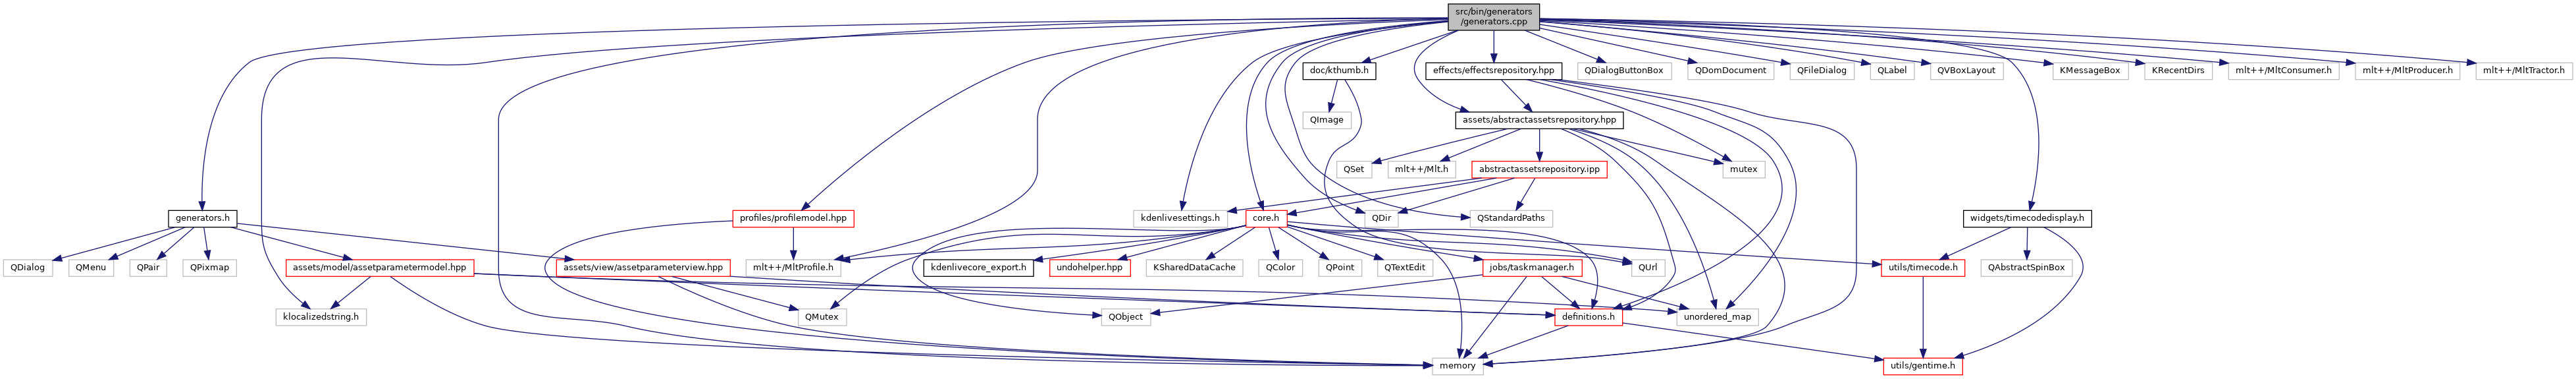 src/bin/generators
/generators.cpp
doc/kthumb.h
effects/effectsrepository.hpp
QDialogButtonBox
QDomDocument
QFileDialog
QLabel
QVBoxLayout
KMessageBox
KRecentDirs
mlt++/MltConsumer.h
mlt++/MltProducer.h
mlt++/MltTractor.h
QImage
assets/abstractassetsrepository.hpp
QSet
mlt++/Mlt.h
abstractassetsrepository.ipp
mutex
generators.h
profiles/profilemodel.hpp
kdenlivesettings.h
core.h
QDir
QStandardPaths
widgets/timecodedisplay.h
QDialog
QMenu
QPair
QPixmap
assets/model/assetparametermodel.hpp
assets/view/assetparameterview.hpp
mlt++/MltProfile.h
kdenlivecore_export.h
undohelper.hpp
KSharedDataCache
QColor
QPoint
QTextEdit
jobs/taskmanager.h
QUrl
utils/timecode.h
QAbstractSpinBox
klocalizedstring.h
QMutex
QObject
definitions.h
unordered_map
memory
utils/gentime.h